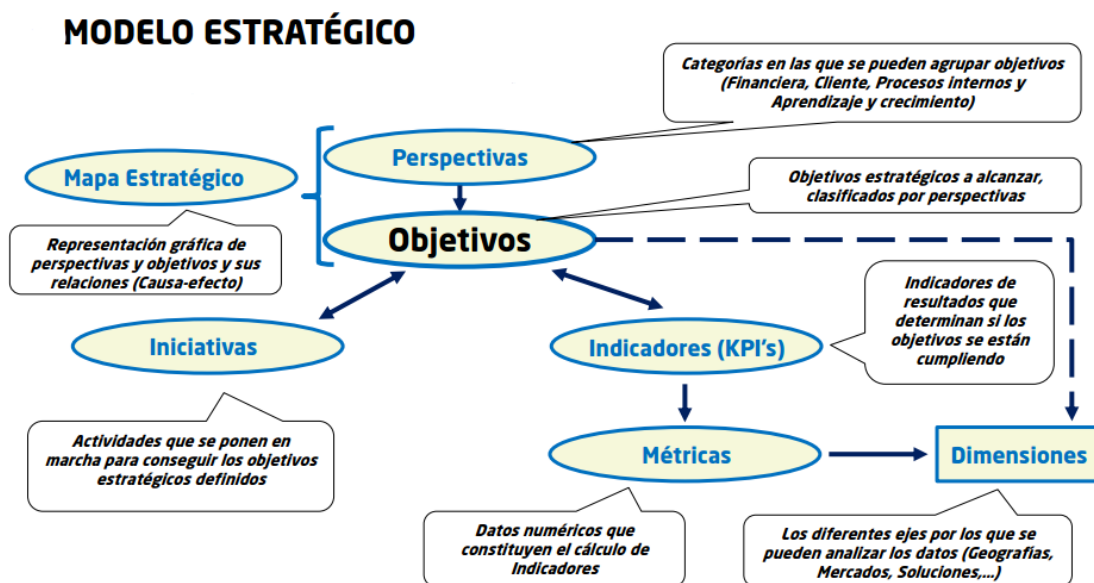 MODELO ESTRATÉGICO
Categorías en las que se pueden agrupar objetivos
(Financiera, Cliente, Procesos internos y
Aprendizaje y crecimiento)
Perspectivas
Mapa Estratégico
Objetivos estratégicos a alcanzar,
clasificados por perspectivas
Objetivos
Representación gráfica de
perspectivas y objetivos y sus
relaciones (Causa-efecto)
Indicadores de
resultados que
determinan si los
objetivos se están
cumpliendo
Iniciativas
Indicadores (KPI's)
Actividades que se ponen en
marcha para conseguir los objetivos
estratégicos definidos
Métricas
Dimensiones
Datos numéricos que
constituyen el cálculo de
Indicadores
Los diferentes ejes por los que se
pueden analizar los datos (Geografías,
Mercados, Soluciones,...)